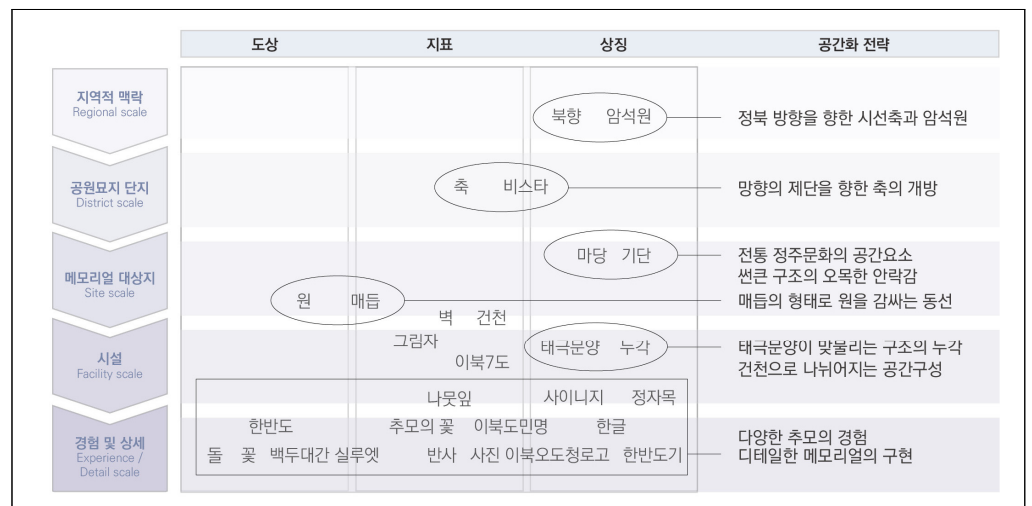 도상 지표 상징 공간화 전략
지역적 맥락
Regional scale
북향 암석원
정북 방향을 향한 시선축과 암석원
공원묘지 단지
District scale
축 비스타
망향의 제단을 향한 축의 개방
메모리얼 대상지
Site scale
마당 기단
전통 정주문화의 공간요소
썬큰 구조의 오목한 안락감
원 매듭
매듭의 형태로 원을 감싸는 동선
벽 건천
시설
Facility scale
그림자
이북7도
태극문양 누각
태극문양이 맞물리는 구조의 누각
건천으로 나뉘어지는 공간구성
나뭇잎 사이니지 정자목
경험 및 상세
Experience /
Detail scale
한반도 추모의 꽃 이북도민명 한글
돌 꽃 백두대간 실루엣 반사 사진 이북오도청로고 한반도기
다양한 추모의 경험
디테일한 메모리얼의 구현